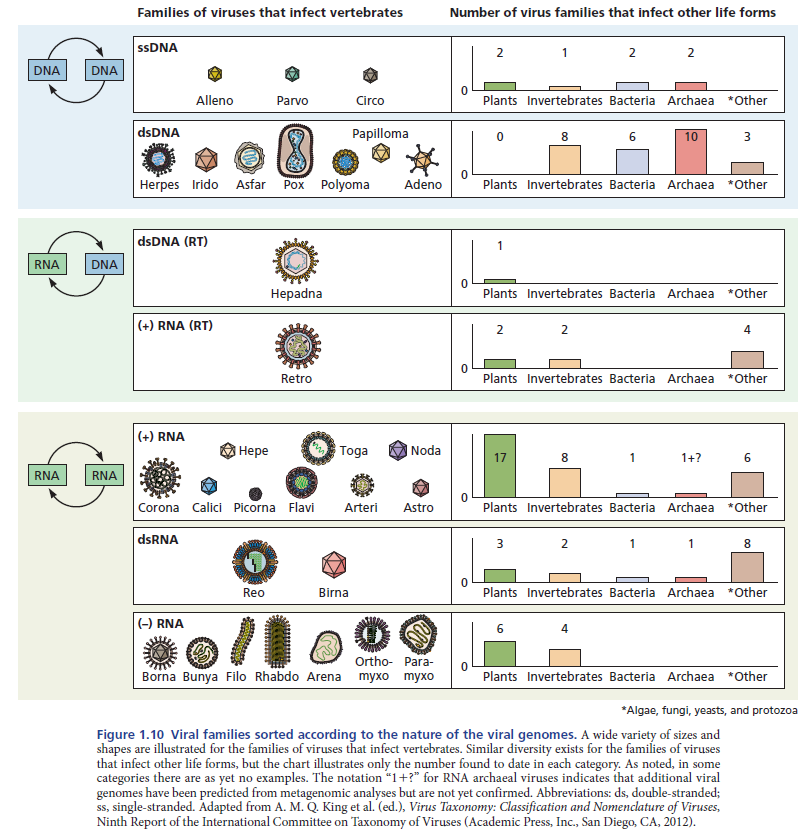 Families of viruses that infect vertebrates
Number of virus families that infect other life forms
DNA DNA
ssDNA
Alleno Parvo Circo
2 1 2 2
0
Plants Invertebrates Bacteria Archaea *Other
dsDNA
Papilloma
Herpes Irido Asfar Pox Polyoma Adeno
0 8 6 10 3
0
Plants Invertebrates Bacteria Archaea *Other
RNA DNA
dsDNA (RT)
Hepadna
1
0
Plants Invertebrates Bacteria Archaea *Other
(+) RNA (RT)
Retro
2 2 4
0
Plants Invertebrates Bacteria Archaea *Other
RNA RNA
(+) RNA
Hepe Toga Noda
Corona Calici Picorna Flavi Arteri Astro
17 8 1 1+? 6
0
Plants Invertebrates Bacteria Archaea *Other
dsRNA
Reo Birna
3 2 1 1 8
0
Plants Invertebrates Bacteria Archaea *Other
(–) RNA
Borna Bunya Filo Rhabdo Arena Ortho-
myxo Para-
myxo
6 4
0
Plants Invertebrates Bacteria Archaea *Other
*Algae, fungi, yeasts, and protozoa
Figure 1.10 Viral families sorted according to the nature of the viral genomes. A wide variety of sizes and
shapes are illustrated for the families of viruses that infect vertebrates. Similar diversity exists for the families of viruses
that infect other life forms, but the chart illustrates only the number found to date in each category. As noted, in some
categories there are as yet no examples. The notation “1+?” for RNA archaeal viruses indicates that additional viral
genomes have been predicted from metagenomic analyses but are not yet confirmed. Abbreviations: ds, double-stranded;
ss, single-stranded. Adapted from A. M. Q. King et al. (ed.), Virus Taxonomy: Classification and Nomenclature of Viruses,
Ninth Report of the International Committee on Taxonomy of Viruses (Academic Press, Inc., San Diego, CA, 2012).